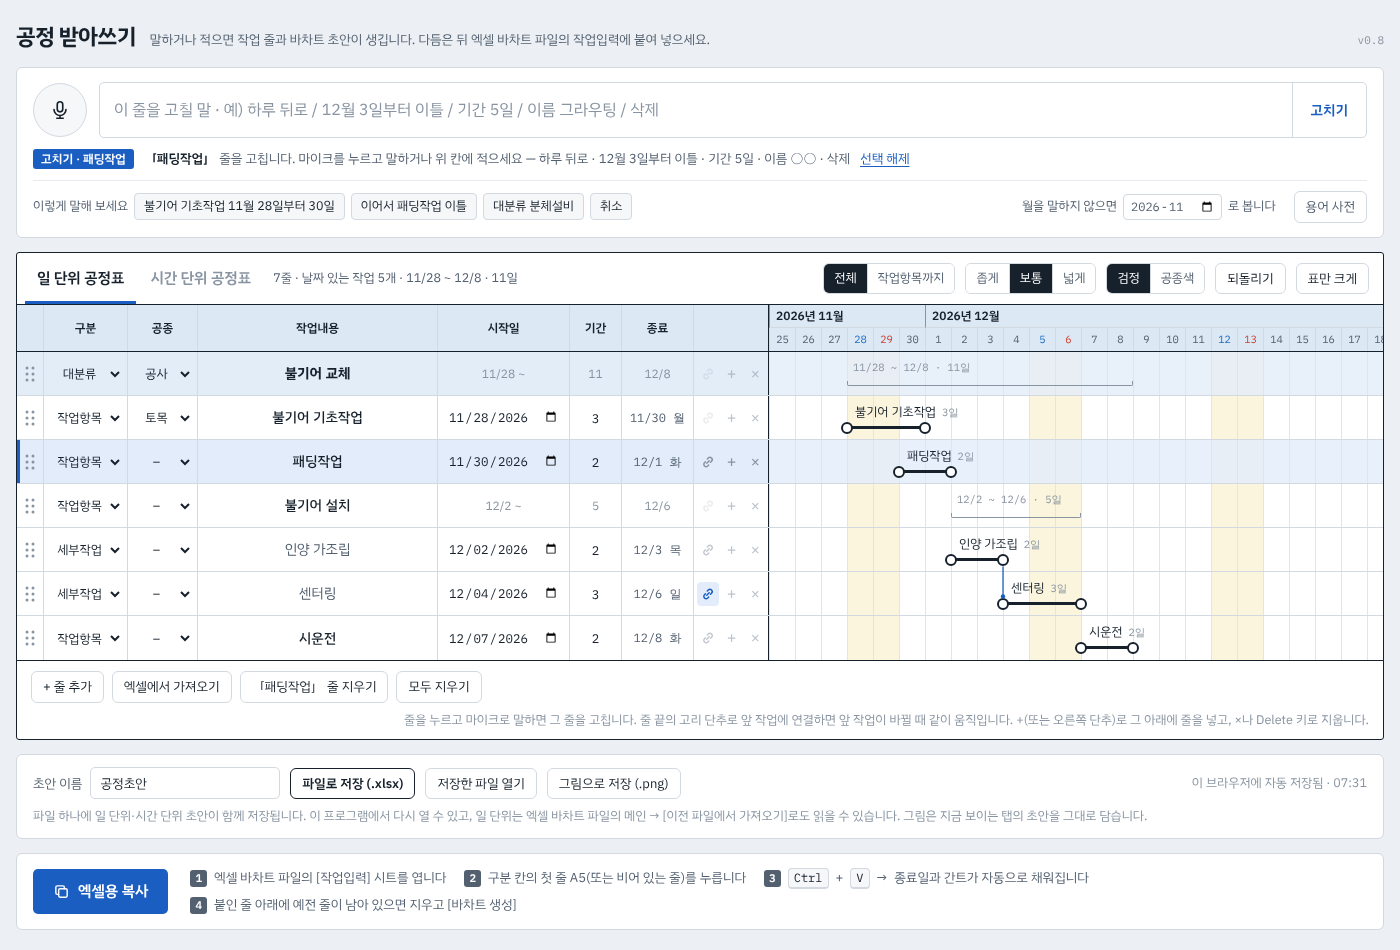 공정 받아쓰기 말하거나 적으면 작업 줄과 바차트 초안이 생깁니다. 다듬은 뒤 엑셀 바차트 파일의 작업입력에 붙여 넣으세요. v0.8
이 줄을 고칠 말 · 예) 하루 뒤로 / 12월 3일부터 이틀 / 기간 5일 / 이름 그라우팅 / 삭제 고치기
고치기 · 패딩작업 「패딩작업」 줄을 고칩니다. 마이크를 누르고 말하거나 위 칸에 적으세요 — 하루 뒤로 · 12월 3일부터 이틀 · 기간 5일 · 이름 ○○ · 삭제 선택 해제
이렇게 말해 보세요 불기어 기초작업 11월 28일부터 30일 이어서 패딩작업 이틀 대분류 분체설비 취소 월을 말하지 않으면 2026-11 로 봅니다 용어 사전
일 단위 공정표 시간 단위 공정표 7줄 · 날짜 있는 작업 5개 · 11/28 ~ 12/8 · 11일 전체 작업항목까지 좁게 보통 넓게 검정 공종색 되돌리기 표만 크게
구분 공종 작업내용 시작일 기간 종료 2026년 11월 2026년 12월
25 26 27 28 29 30 1 2 3 4 5 6 7 8 9 10 11 12 13 14 15 16 17 18
대분류 공사 불기어 교체 11/28 ~ 11 12/8 + × 11/28 ~ 12/8 · 11일
작업항목 토목 불기어 기초작업 11/28/2026 3 11/30 월 + × 불기어 기초작업 3일
작업항목 – 패딩작업 11/30/2026 2 12/1 화 + × 패딩작업 2일
작업항목 – 불기어 설치 12/2 ~ 5 12/6 + × 12/2 ~ 12/6 · 5일
세부작업 – 인양 가조립 12/02/2026 2 12/3 목 + × 인양 가조립 2일
세부작업 – 센터링 12/04/2026 3 12/6 일 + × 센터링 3일
작업항목 – 시운전 12/07/2026 2 12/8 화 + × 시운전 2일
+ 줄 추가 엑셀에서 가져오기 「패딩작업」 줄 지우기 모두 지우기
줄을 누르고 마이크로 말하면 그 줄을 고칩니다. 줄 끝의 고리 단추로 앞 작업에 연결하면 앞 작업이 바뀔 때 같이 움직입니다. +(또는 오른쪽 단추)로 그 아래에 줄을 넣고, ×나 Delete 키로 지웁니다.
초안 이름 공정초안 파일로 저장 (.xlsx) 저장한 파일 열기 그림으로 저장 (.png) 이 브라우저에 자동 저장됨 · 07:31
파일 하나에 일 단위·시간 단위 초안이 함께 저장됩니다. 이 프로그램에서 다시 열 수 있고, 일 단위는 엑셀 바차트 파일의 메인 → [이전 파일에서 가져오기]로도 읽을 수 있습니다. 그림은 지금 보이는 탭의 초안을 그대로 담습니다.
엑셀용 복사 1 엑셀 바차트 파일의 [작업입력] 시트를 엽니다 2 구분 칸의 첫 줄 A5(또는 비어 있는 줄)를 누릅니다 3 Ctrl + V → 종료일과 간트가 자동으로 채워집니다
4 붙인 줄 아래에 예전 줄이 남아 있으면 지우고 [바차트 생성]